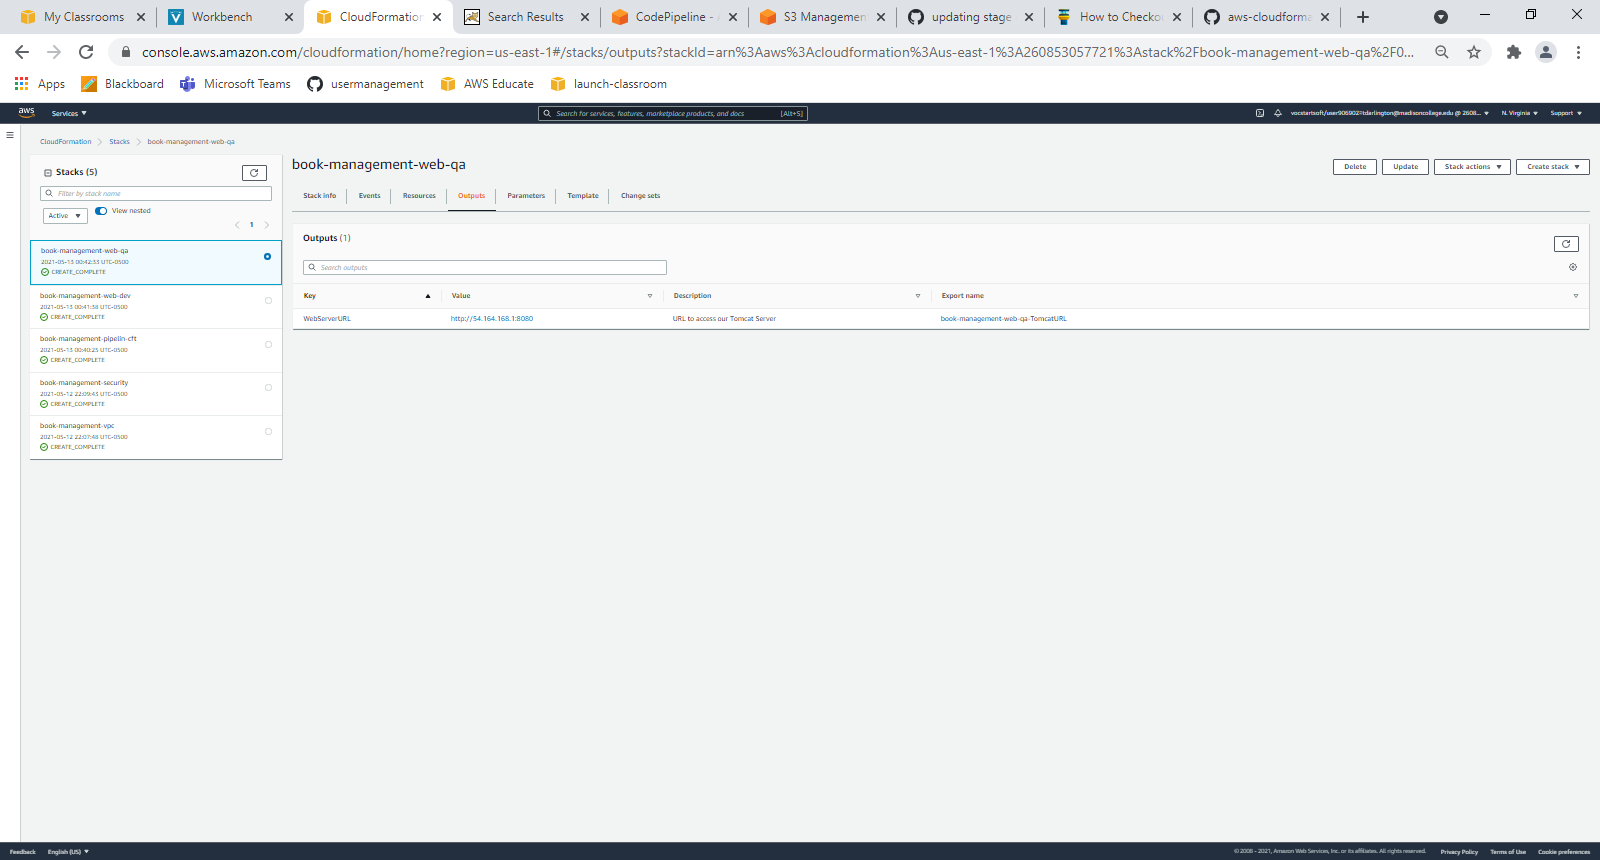 My Classrooms
Workbench
CloudFormation
Search Results
CodePipeline - A
S3 Managemen
updating stage
How to Checko
aws-cloudforma
console.aws.amazon.com/cloudformation/home?region=us-east-1#/stacks/outputs?stackId=arn%3Aaws%3Acloudformation%3Aus-east-1%3A260853057721%3Astack%2Fbook-management-web-qa%2F0...
Apps
Blackboard
Microsoft Teams
usermanagement
AWS Educate
launch-classroom
aws
Services
Search for services, features, marketplace products, and docs
[Alt+S]
vocstartsoft/user906902=tdarlington@madisoncollege.edu @ 2608...
N. Virginia
Support
CloudFormation
Stacks
book-management-web-qa
Stacks (5)
Filter by stack name
Active
View nested
1
book-management-web-qa
2021-05-13 00:42:33 UTC-0500
CREATE_COMPLETE
book-management-web-dev
2021-05-13 00:41:38 UTC-0500
CREATE_COMPLETE
book-management-pipelin-cft
2021-05-13 00:40:25 UTC-0500
CREATE_COMPLETE
book-management-security
2021-05-12 22:09:43 UTC-0500
CREATE_COMPLETE
book-management-vpc
2021-05-12 22:07:48 UTC-0500
CREATE_COMPLETE
book-management-web-qa
Delete
Update
Stack actions
Create stack
Stack info
Events
Resources
Outputs
Parameters
Template
Change sets
Outputs (1)
Search outputs
Key
Value
Description
Export name
WebServerURL
http://54.164.168.1:8080
URL to access our Tomcat Server
book-management-web-qa-TomcatURL
Feedback
English (US)
© 2008 - 2021, Amazon Web Services, Inc. or its affiliates. All rights reserved.
Privacy Policy
Terms of Use
Cookie preferences